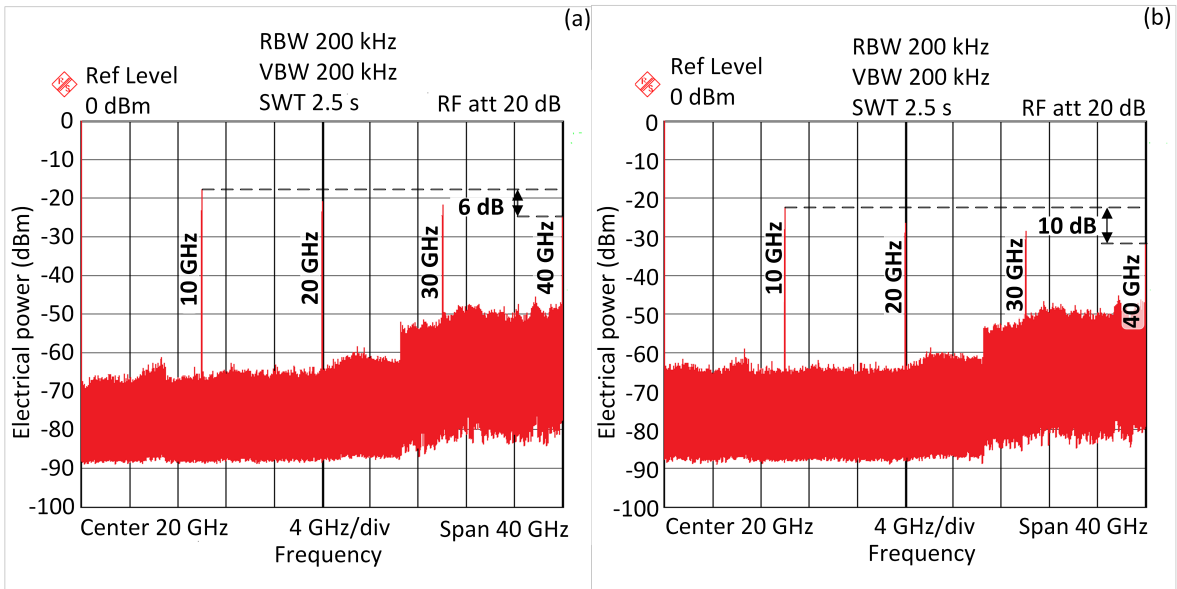 (a)
RBW 200 kHz
VBW 200 kHz
SWT 2.5 s
Ref Level
0 dBm
RF att 20 dB
0
-10
-20
-30
-40
-50
-60
-70
-80
-90
-100
Electrical power (dBm)
10 GHz
20 GHz
30 GHz
40 GHz
6 dB
Center 20 GHz
4 GHz/div
Span 40 GHz
Frequency
(b)
RBW 200 kHz
VBW 200 kHz
SWT 2.5 s
Ref Level
0 dBm
RF att 20 dB
0
-10
-20
-30
-40
-50
-60
-70
-80
-90
-100
Electrical power (dBm)
10 GHz
20 GHz
30 GHz
40 GHz
10 dB
Center 20 GHz
4 GHz/div
Span 40 GHz
Frequency